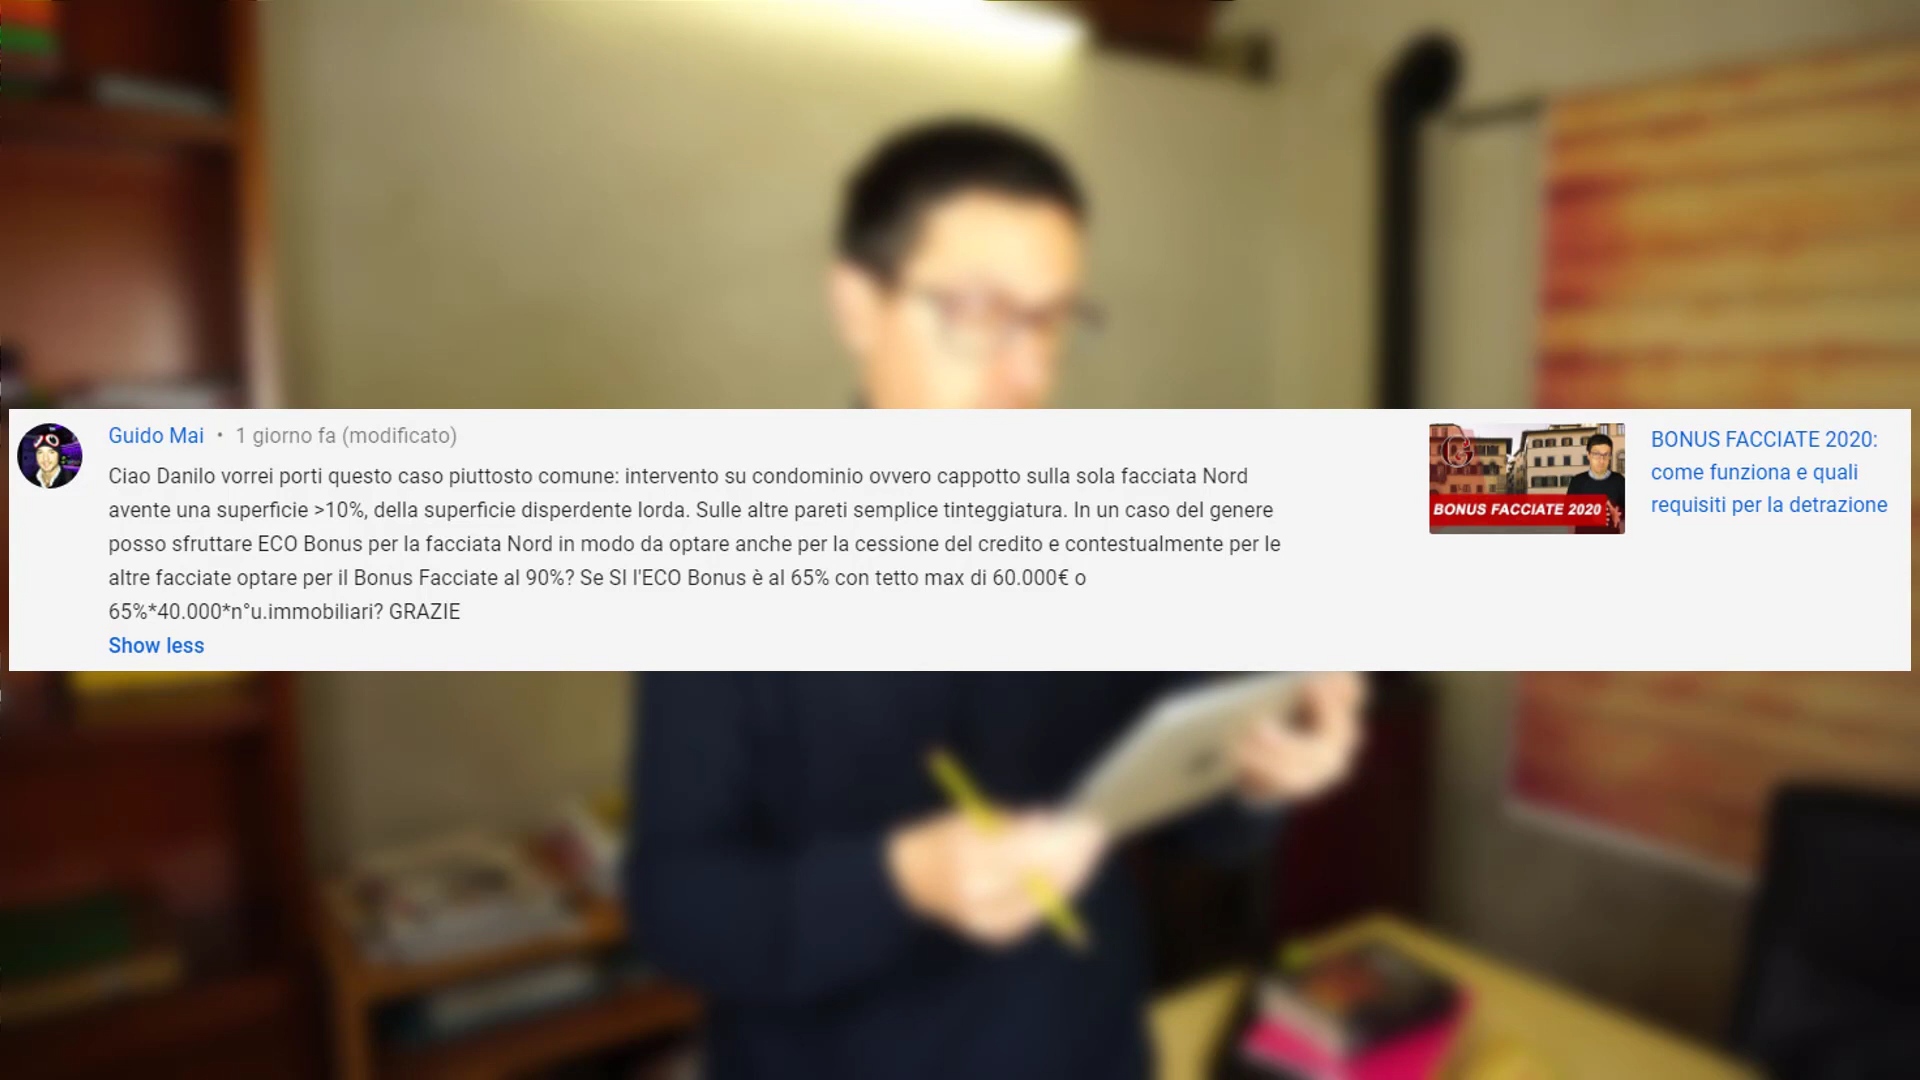 Guido Mai • 1 giorno fa (modificato)
Ciao Danilo vorrei porti questo caso piuttosto comune: intervento su condominio ovvero cappotto sulla sola facciata Nord
avente una superficie >10%, della superficie disperdente lorda. Sulle altre pareti semplice tinteggiatura. In un caso del genere
posso sfruttare ECO Bonus per la facciata Nord in modo da optare anche per la cessione del credito e contestualmente per le
altre facciate optare per il Bonus Facciate al 90%? Se SI l'ECO Bonus è al 65% con tetto max di 60.000€ o
65%*40.000*n°u.immobiliari? GRAZIE
Show less
BONUS FACCIATE 2020
BONUS FACCIATE 2020:
come funziona e quali
requisiti per la detrazione